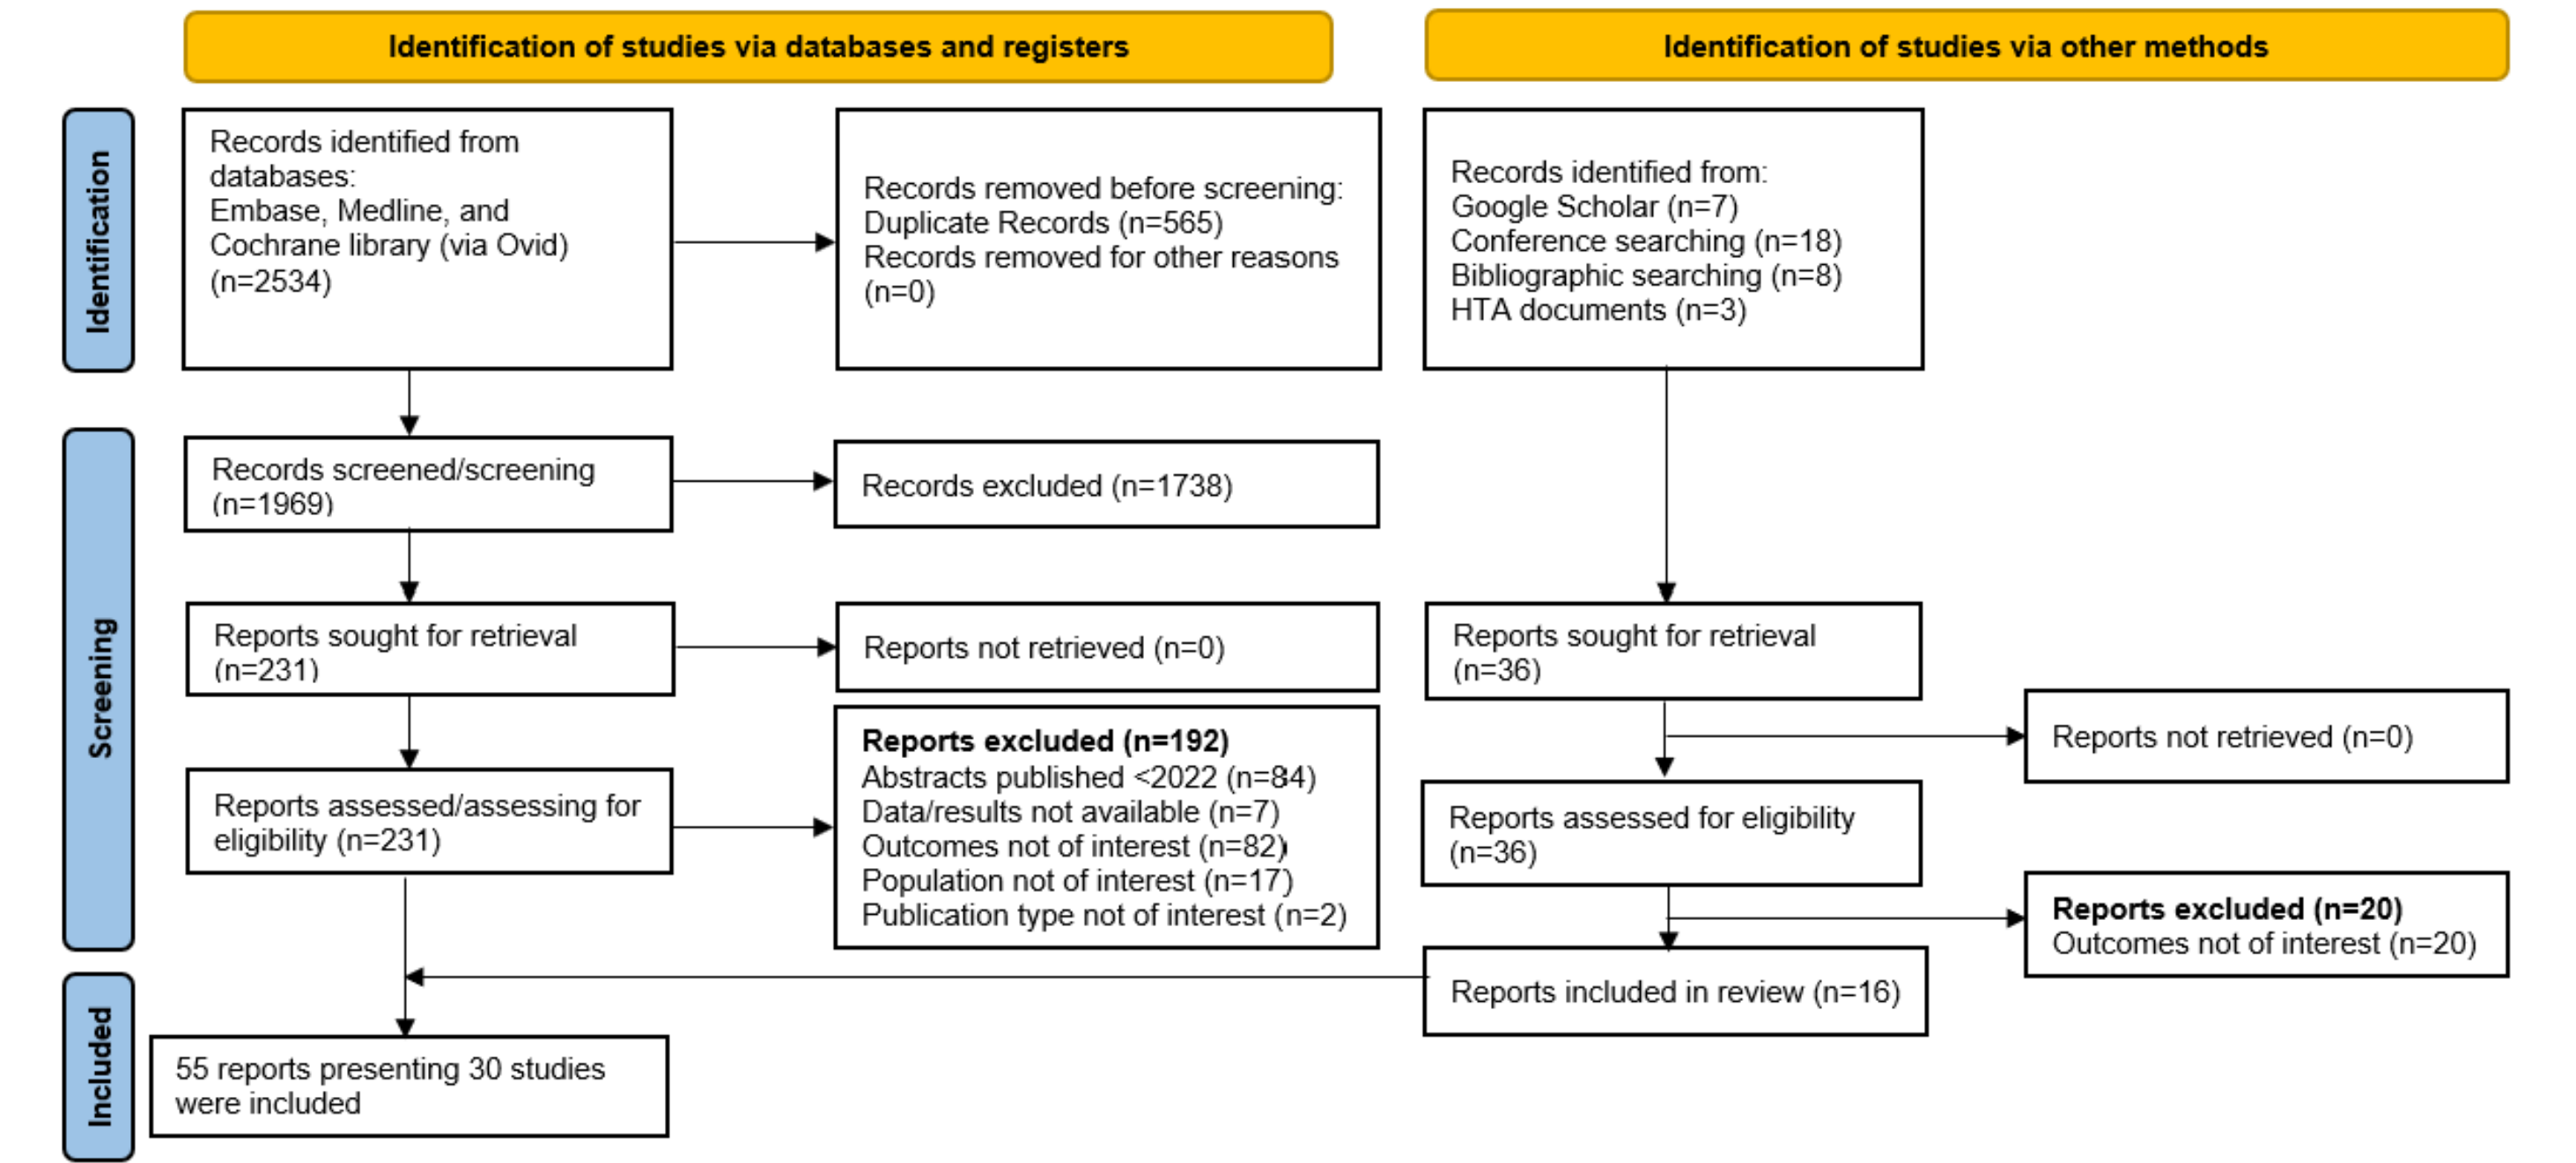 Identification of studies via databases and registers
Identification of studies via other methods
Identification
Records identified from
databases:
Embase, Medline, and
Cochrane library (via Ovid)
(n=2534)
Records removed before screening:
Duplicate Records (n=565)
Records removed for other reasons
(n=0)
Records identified from:
Google Scholar (n=7)
Conference searching (n=18)
Bibliographic searching (n=8)
HTA documents (n=3)
Screening
Records screened/screening
(n=1969)
Records excluded (n=1738)
Reports sought for retrieval
(n=231)
Reports not retrieved (n=0)
Reports sought for retrieval
(n=36)
Reports not retrieved (n=0)
Reports assessed/assessing for
eligibility (n=231)
Reports excluded (n=192)
Abstracts published <2022 (n=84)
Data/results not available (n=7)
Outcomes not of interest (n=82)
Population not of interest (n=17)
Publication type not of interest (n=2)
Reports assessed for eligibility
(n=36)
Reports excluded (n=20)
Outcomes not of interest (n=20)
Included
Reports included in review (n=16)
55 reports presenting 30 studies
were included